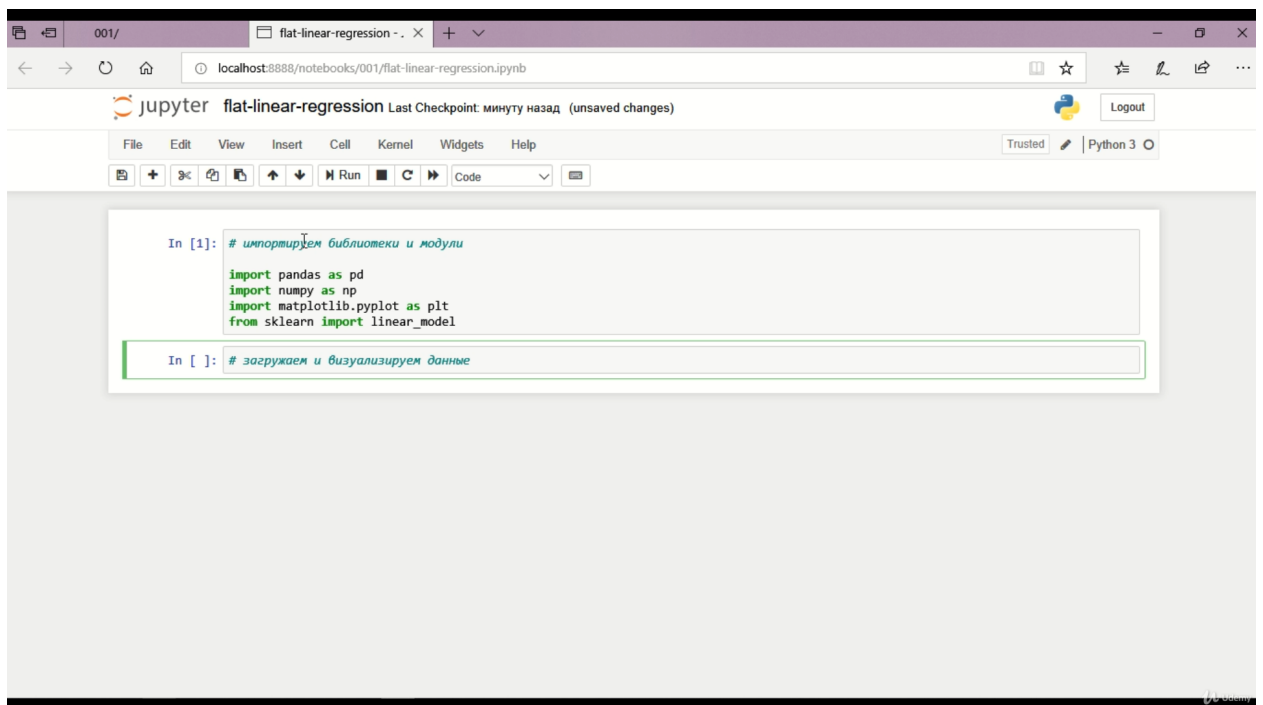 001/
flat-linear-regression - .
localhost:8888/notebooks/001/flat-linear-regression.ipynb
jupyter flat-linear-regression Last Checkpoint: минуту назад (unsaved changes)
Logout
File Edit View Insert Cell Kernel Widgets Help
Trusted Python 3
Run Code
In [1]: # импортируем библиотеки и модули
import pandas as pd
import numpy as np
import matplotlib.pyplot as plt
from sklearn import linear_model
In [ ]: # загружаем и визуализируем данные
Udemy